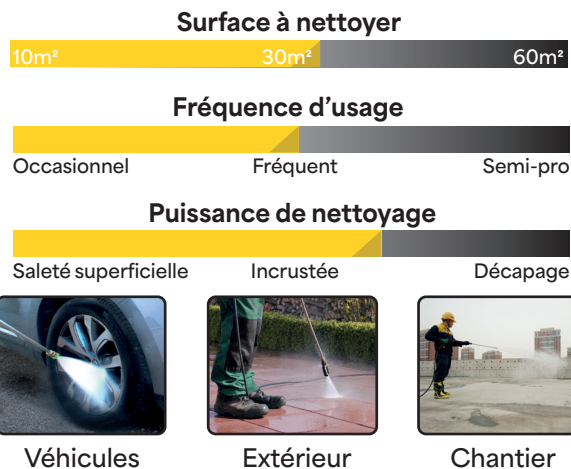 Surface à nettoyer
10m² 30m² 60m²
Fréquence d'usage
Occasionnel Fréquent Semi-pro
Puissance de nettoyage
Saleté superficielle Incrustée Décapage
Véhicules Extérieur Chantier